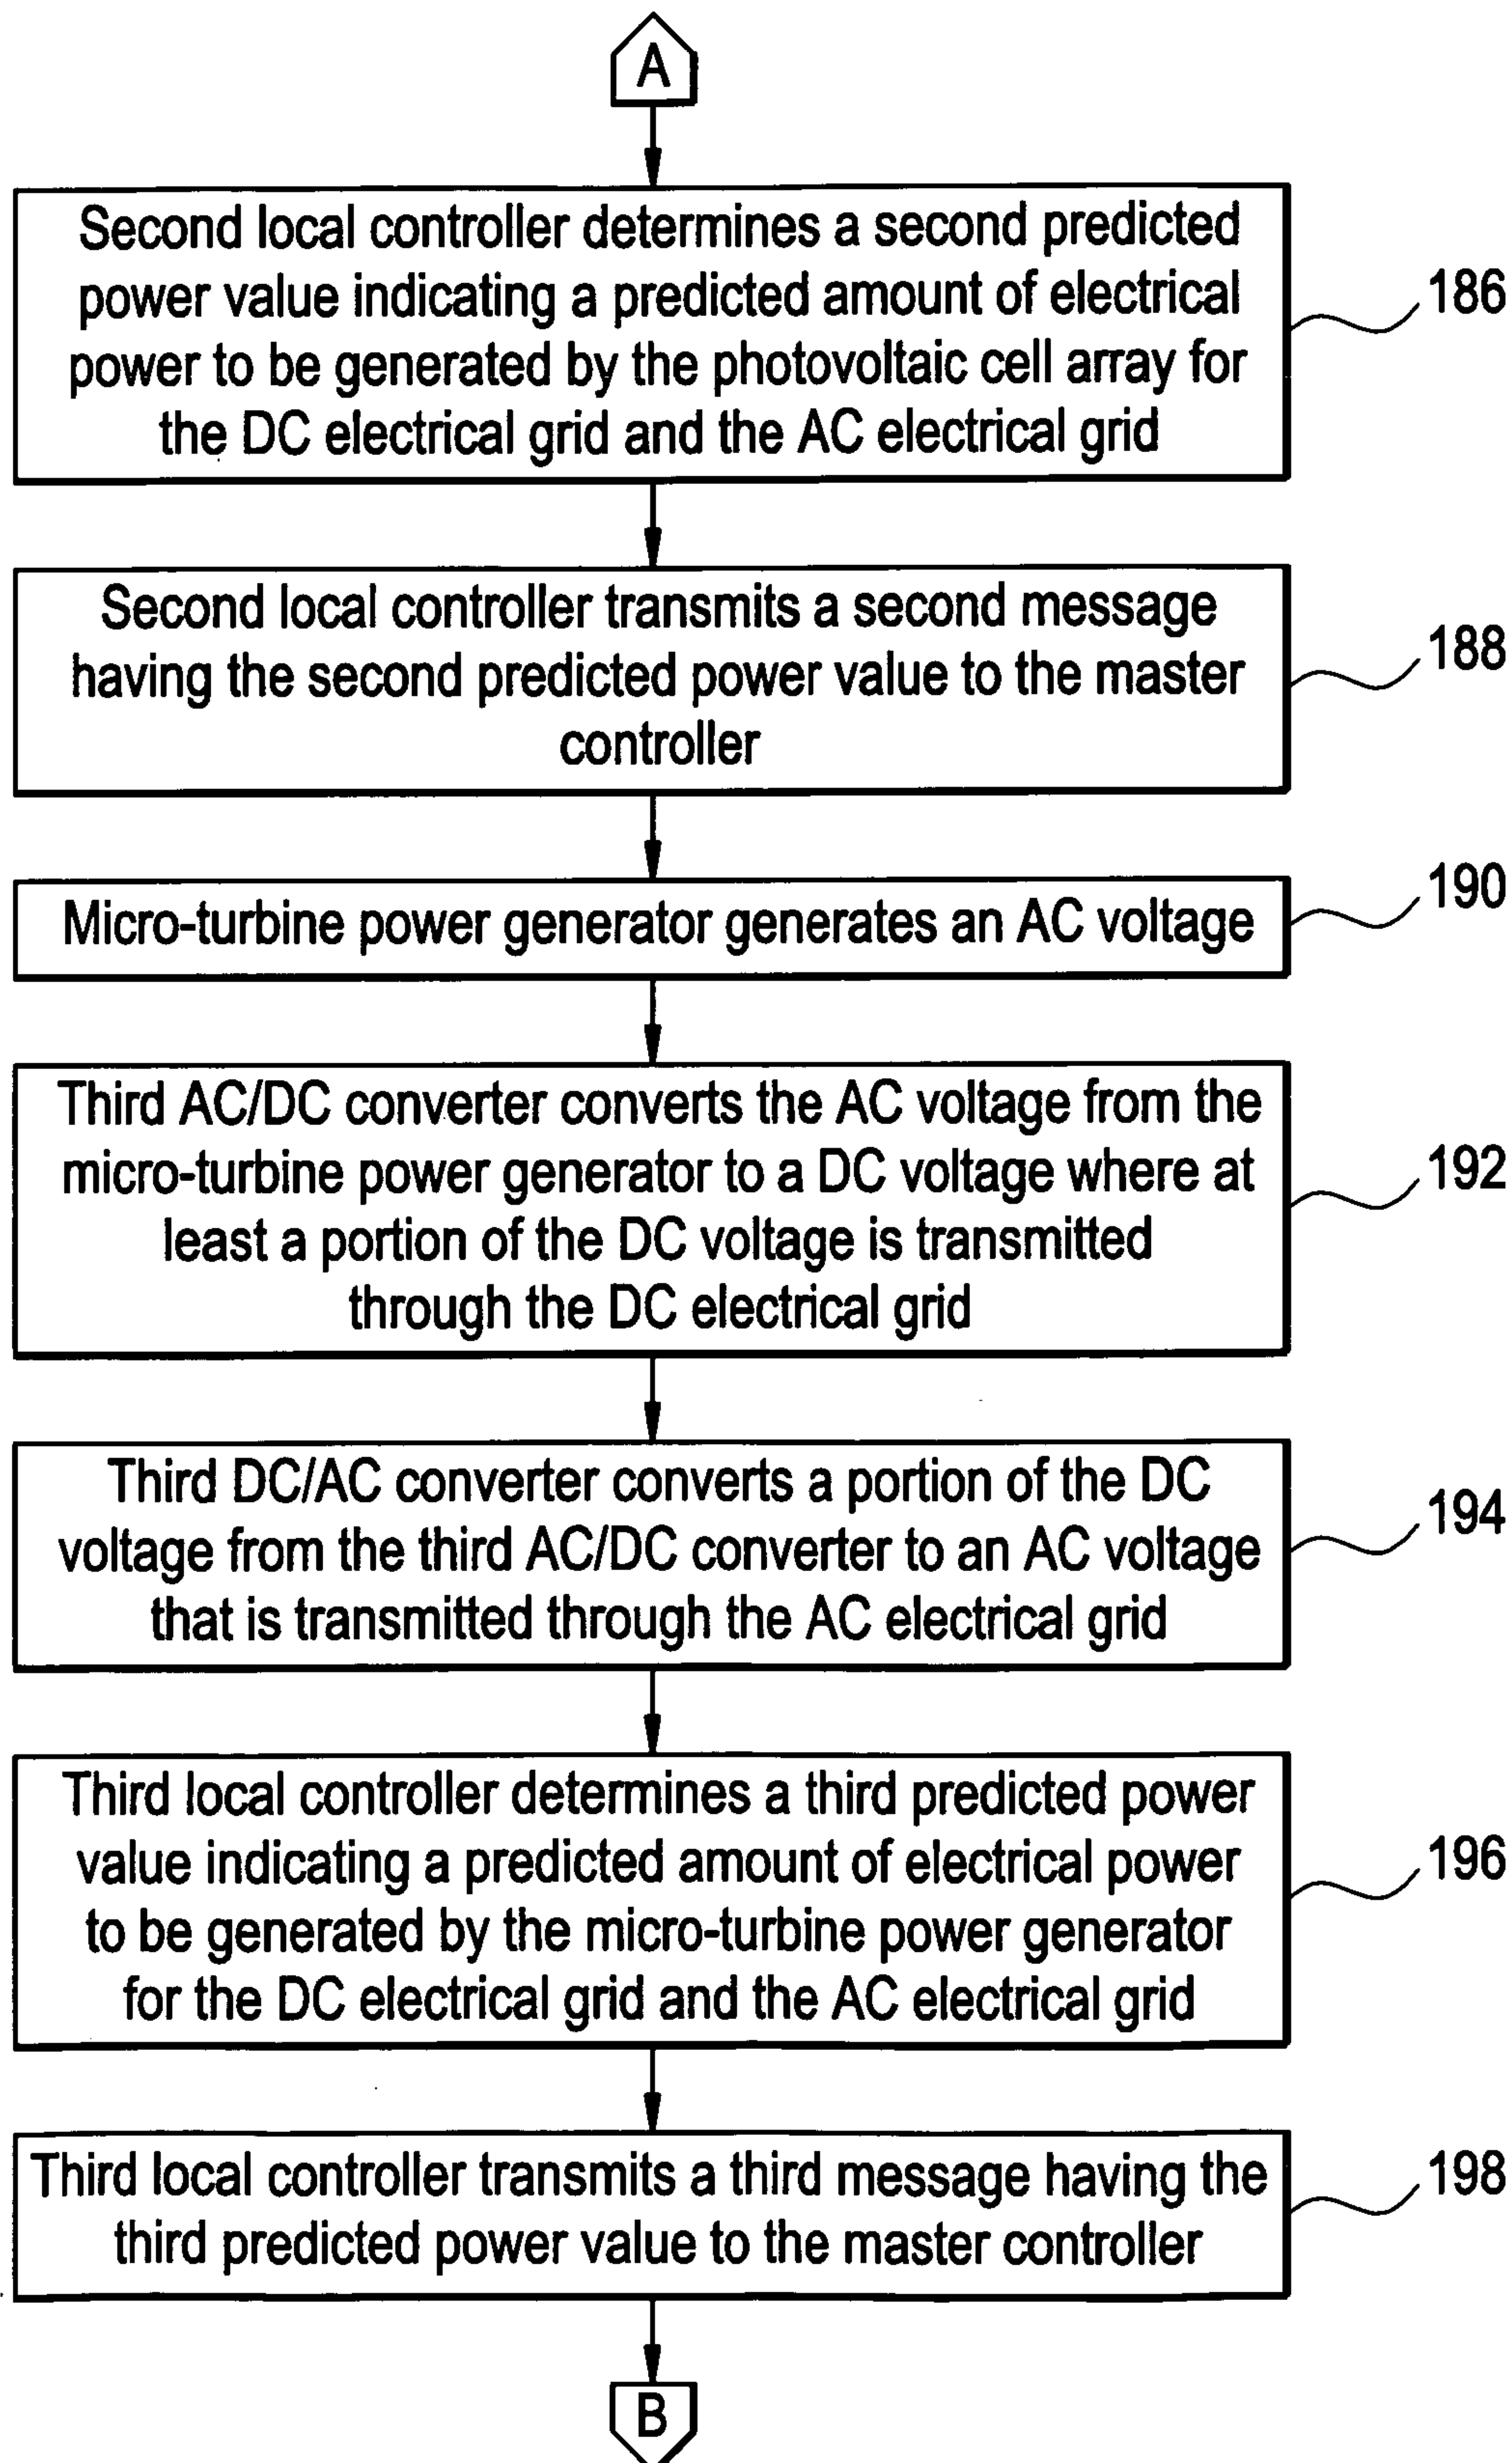 A
Second local controller determines a second predicted
power value indicating a predicted amount of electrical
power to be generated by the photovoltaic cell array for
the DC electrical grid and the AC electrical grid
186
Second local controller transmits a second message
having the second predicted power value to the master
controller
188
Micro-turbine power generator generates an AC voltage
190
Third AC/DC converter converts the AC voltage from the
micro-turbine power generator to a DC voltage where at
least a portion of the DC voltage is transmitted
through the DC electrical grid
192
Third DC/AC converter converts a portion of the DC
voltage from the third AC/DC converter to an AC voltage
that is transmitted through the AC electrical grid
194
Third local controller determines a third predicted power
value indicating a predicted amount of electrical power
to be generated by the micro-turbine power generator
for the DC electrical grid and the AC electrical grid
196
Third local controller transmits a third message having the
third predicted power value to the master controller
198
B